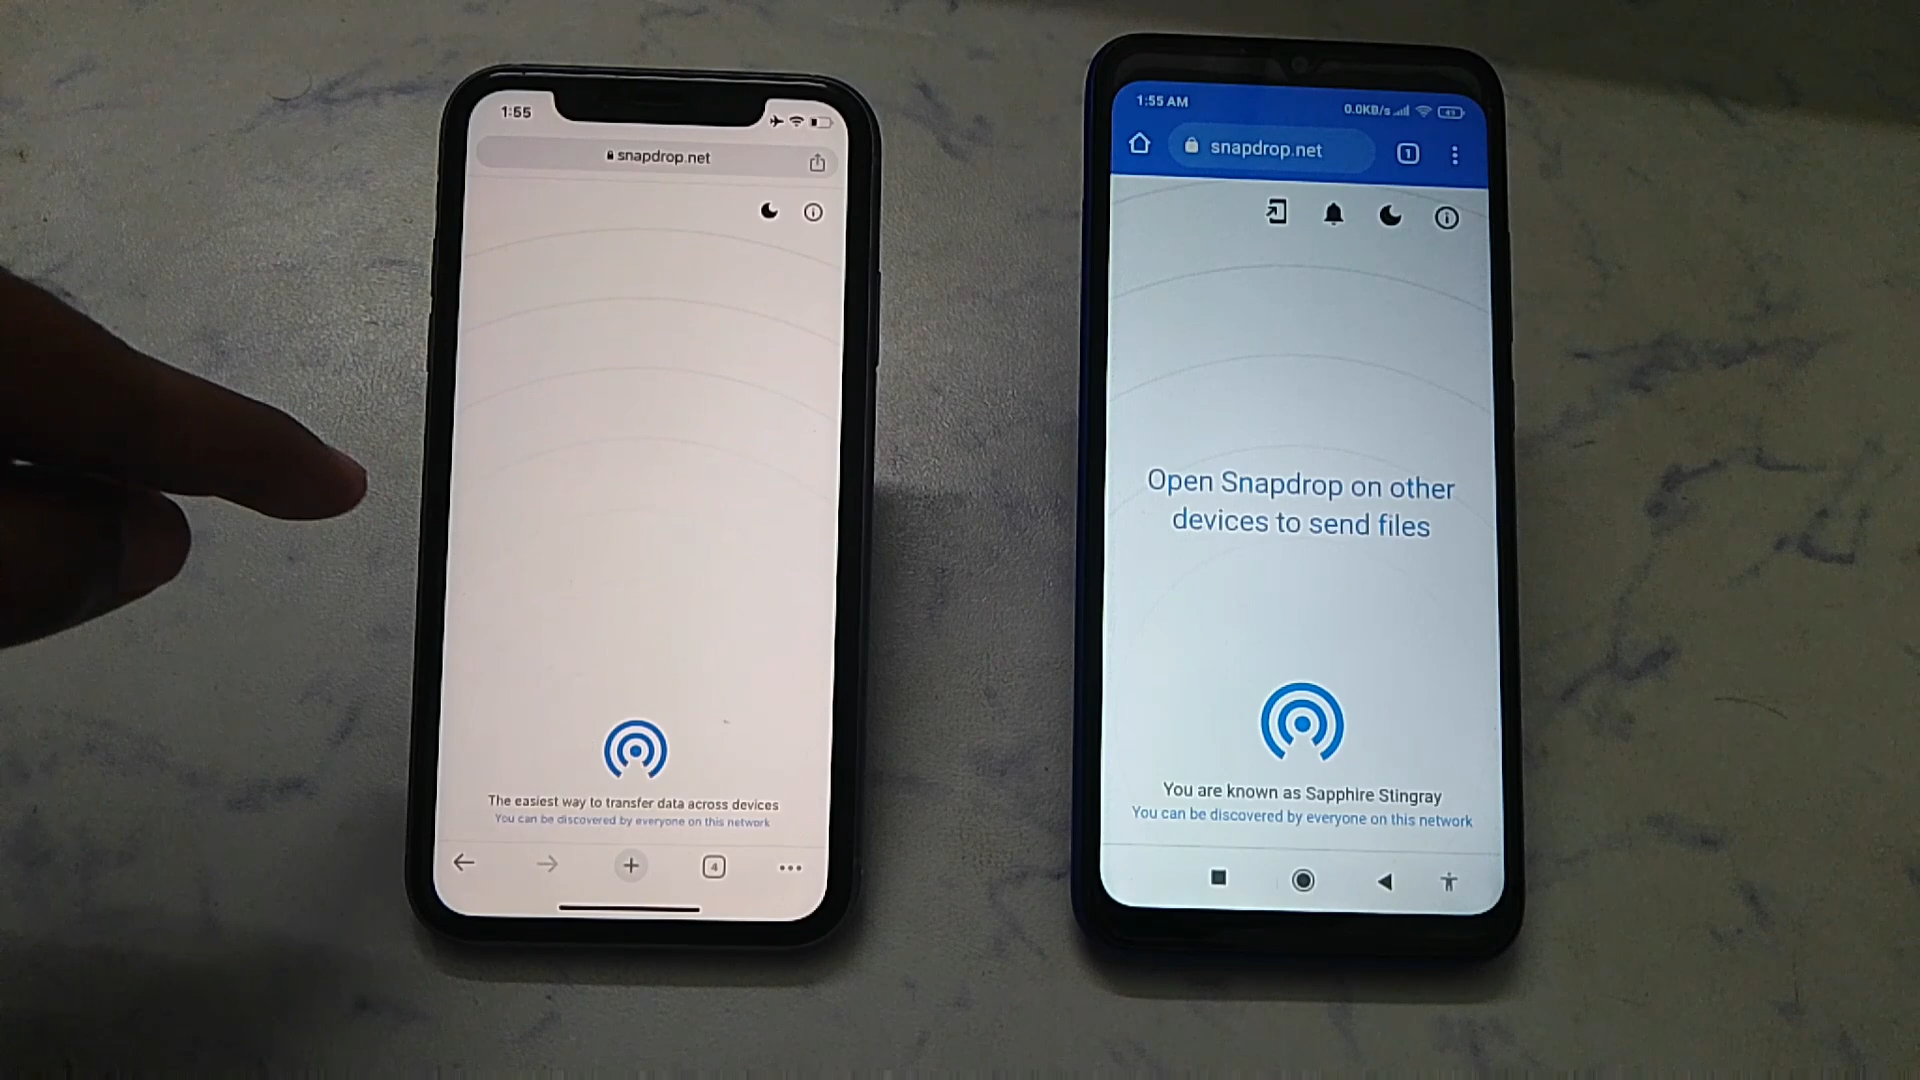 1:55
snapdrop.net
The easiest way to transfer data across devices
You can be discovered by everyone on this network
4
1:55 AM
0.0KB/s
49
snapdrop.net
1
Open Snapdrop on other
devices to send files
You are known as Sapphire Stingray
You can be discovered by everyone on this network